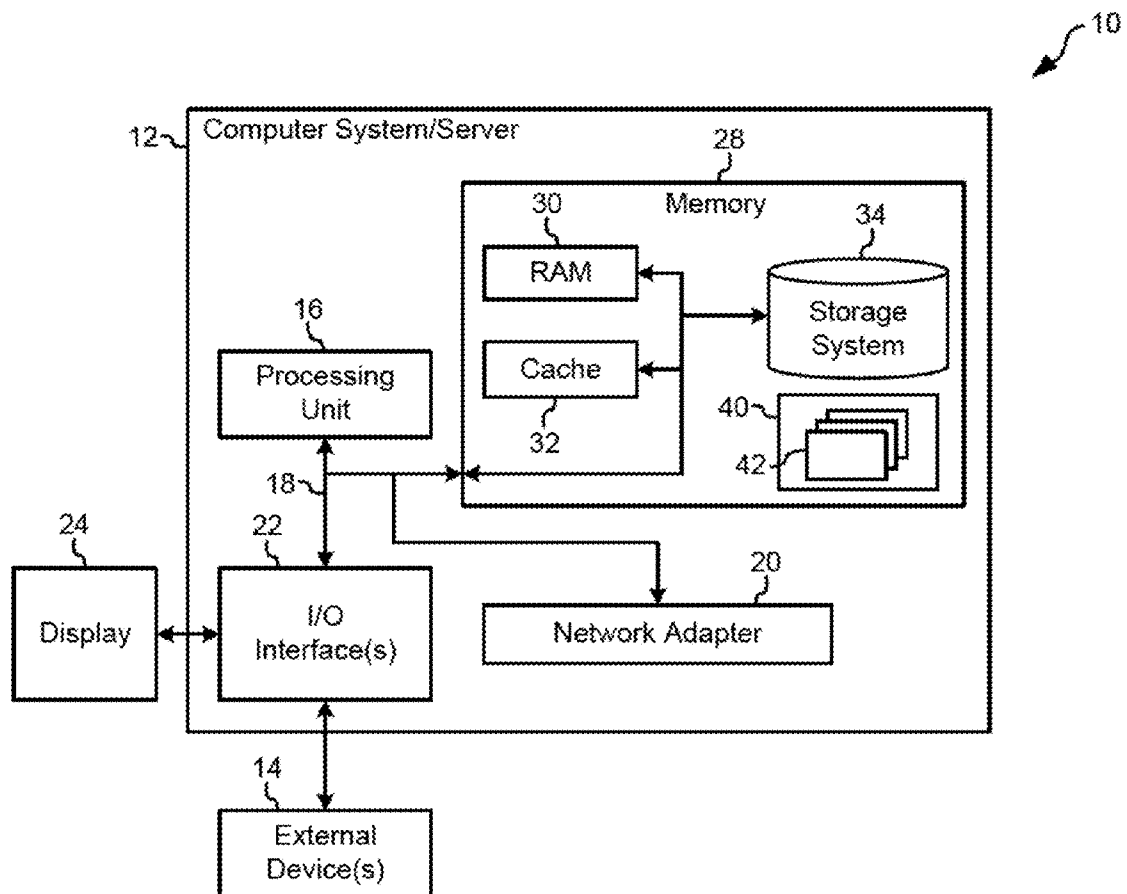 10
12
Computer System/Server
28
Memory
30
RAM
34
Storage
System
16
Processing
Unit
Cache
32
40
42
18
24
Display
22
I/O
Interface(s)
20
Network Adapter
14
External
Device(s)